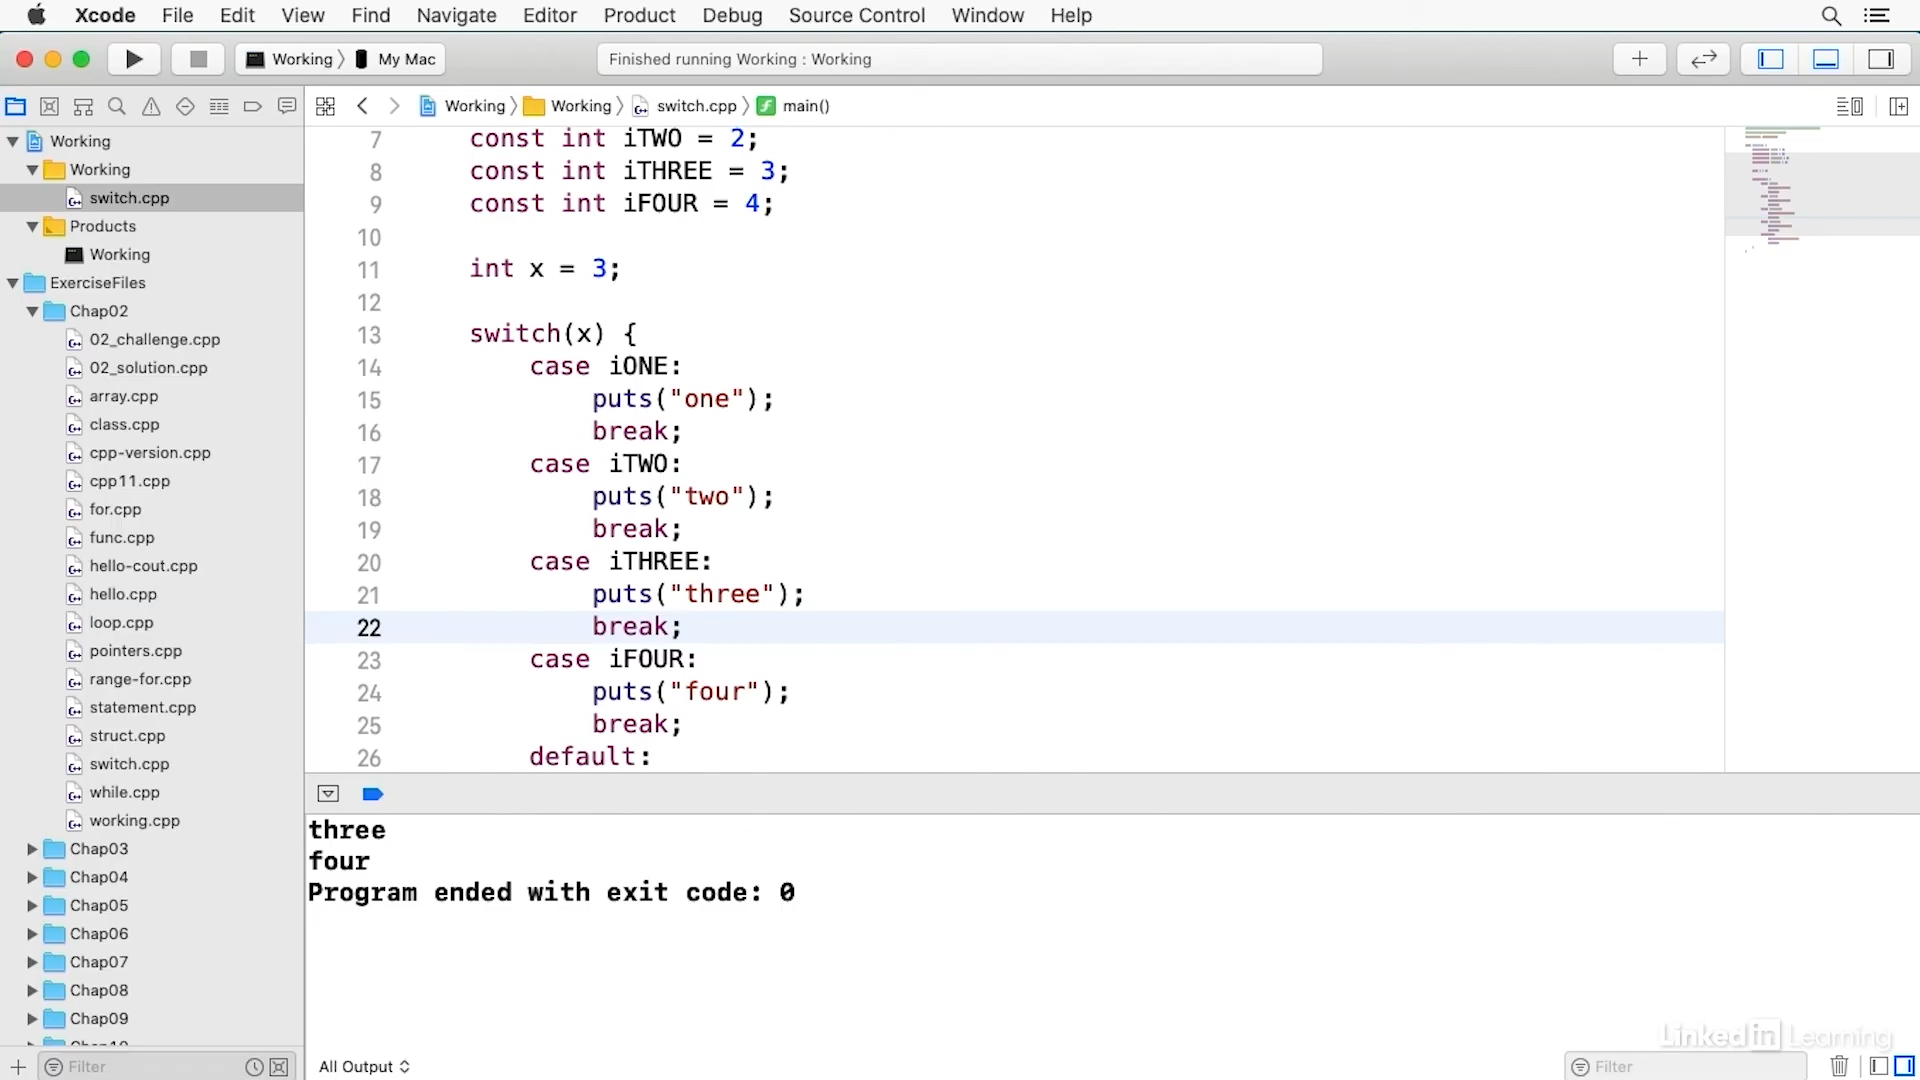 Xcode File Edit View Find Navigate Editor Product Debug Source Control Window Help
Working My Mac
Finished running Working : Working
Working Working switch.cpp main()
Working
Working
switch.cpp
Products
Working
ExerciseFiles
Chap02
02_challenge.cpp
02_solution.cpp
array.cpp
class.cpp
cpp-version.cpp
cpp11.cpp
for.cpp
func.cpp
hello-cout.cpp
hello.cpp
loop.cpp
pointers.cpp
range-for.cpp
statement.cpp
struct.cpp
switch.cpp
while.cpp
working.cpp
Chap03
Chap04
Chap05
Chap06
Chap07
Chap08
Chap09
Chap10
Filter
7 const int iTWO = 2;
8 const int iTHREE = 3;
9 const int iFOUR = 4;
10
11 int x = 3;
12
13 switch(x) {
14 case iONE:
15 puts("one");
16 break;
17 case iTWO:
18 puts("two");
19 break;
20 case iTHREE:
21 puts("three");
22 break;
23 case iFOUR:
24 puts("four");
25 break;
26 default:
three
four
Program ended with exit code: 0
All Output
Filter
Linked in Learning